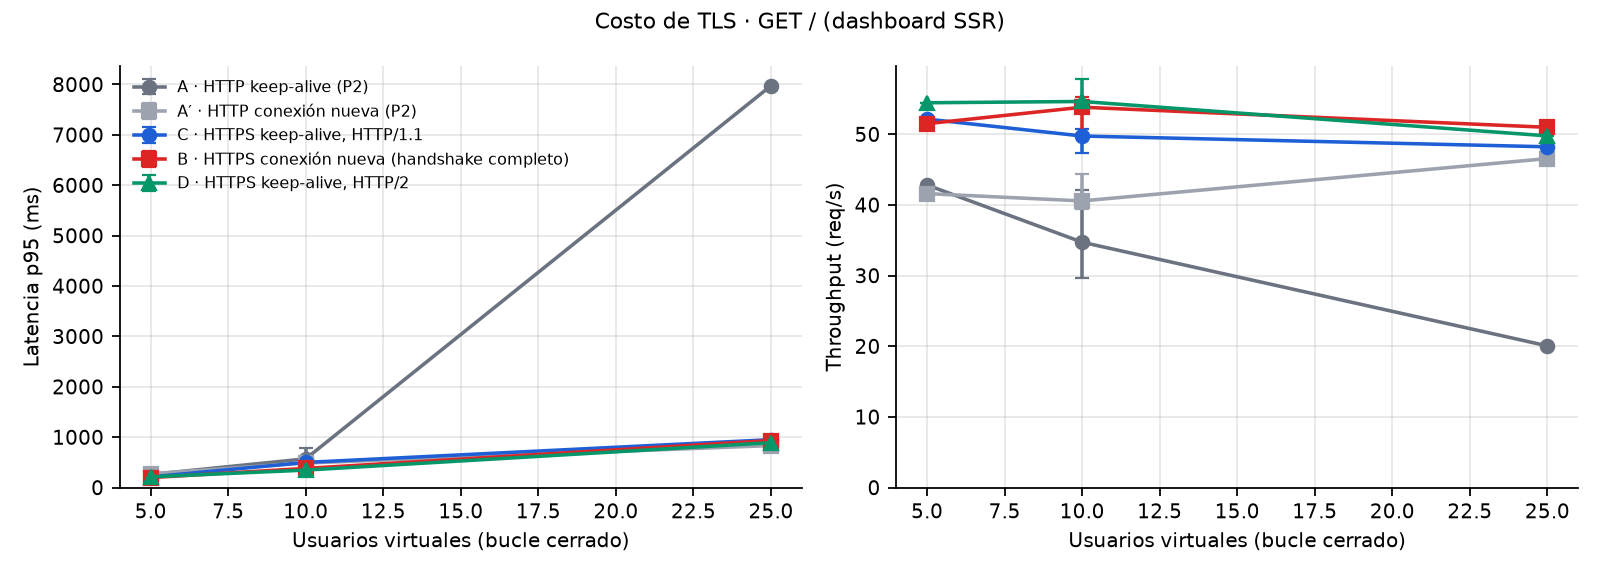 Costo de TLS · GET / (dashboard SSR)
A · HTTP keep-alive (P2)
A′ · HTTP conexión nueva (P2)
C · HTTPS keep-alive, HTTP/1.1
B · HTTPS conexión nueva (handshake completo)
D · HTTPS keep-alive, HTTP/2
Latencia p95 (ms)
8000
7000
6000
5000
4000
3000
2000
1000
0
5.0 7.5 10.0 12.5 15.0 17.5 20.0 22.5 25.0
Usuarios virtuales (bucle cerrado)
Throughput (req/s)
50
40
30
20
10
0
5.0 7.5 10.0 12.5 15.0 17.5 20.0 22.5 25.0
Usuarios virtuales (bucle cerrado)